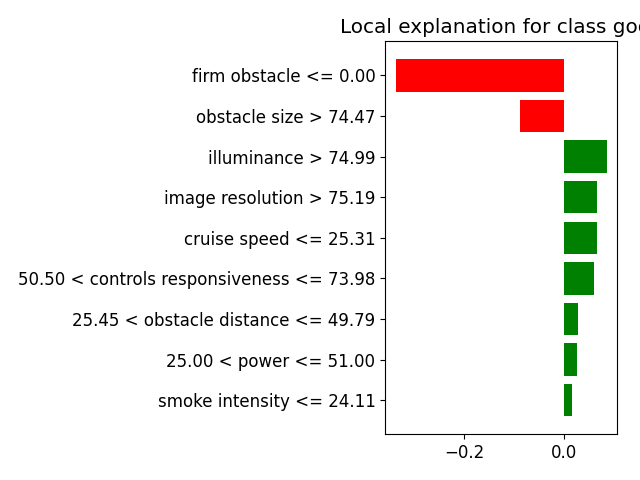 Local explanation for class goo
firm obstacle <= 0.00
obstacle size > 74.47
illuminance > 74.99
image resolution > 75.19
cruise speed <= 25.31
50.50 < controls responsiveness <= 73.98
25.45 < obstacle distance <= 49.79
25.00 < power <= 51.00
smoke intensity <= 24.11
−0.2 0.0